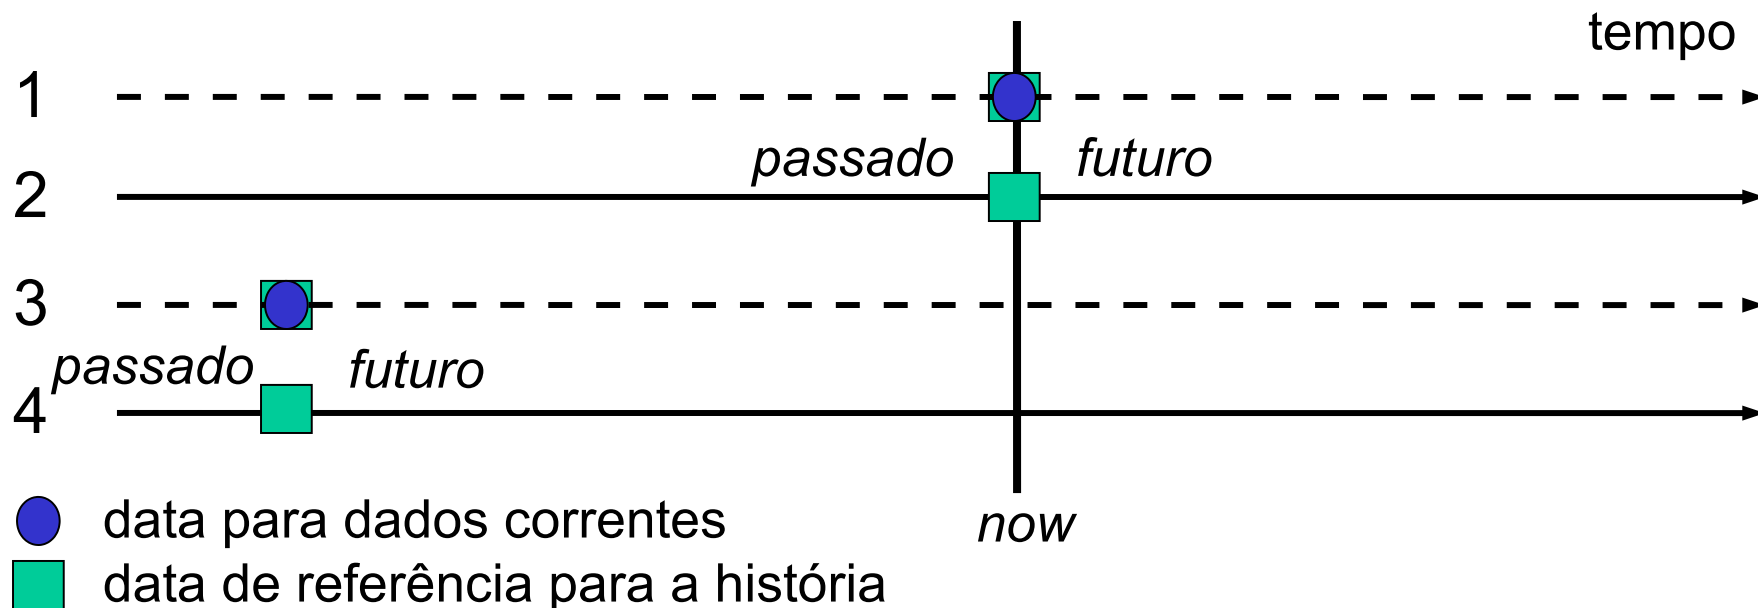 tempo
1
passado futuro
2
3
passado futuro
4
data para dados correntes
now
data de referência para a história